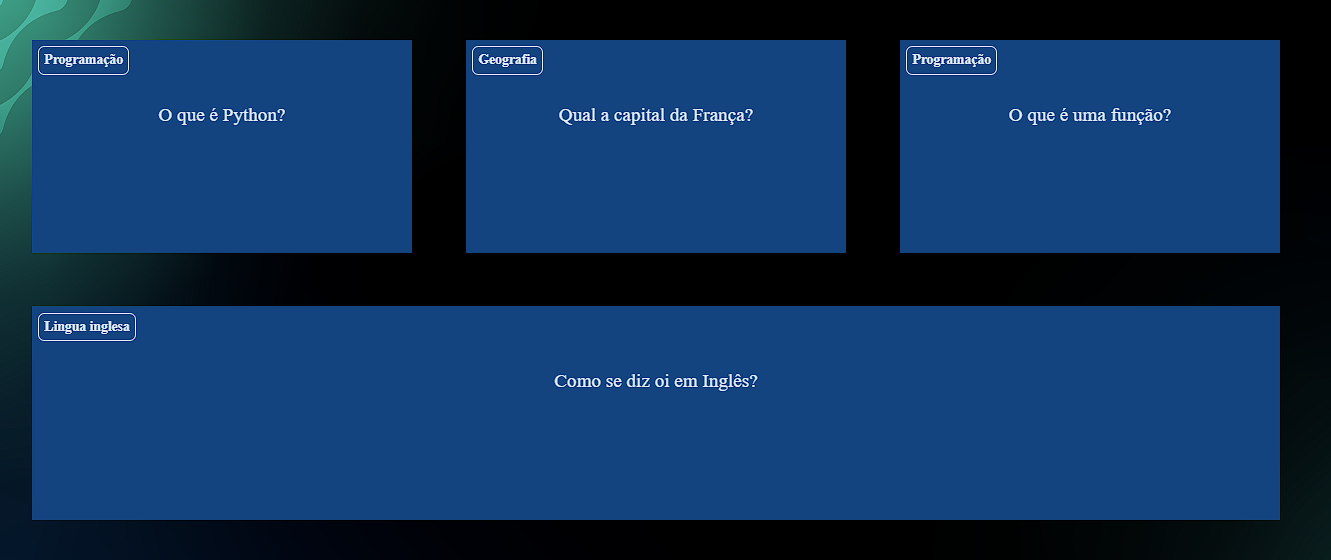 Programação
O que é Python?
Geografia
Qual a capital da França?
Programação
O que é uma função?
Lingua inglesa
Como se diz oi em Inglês?